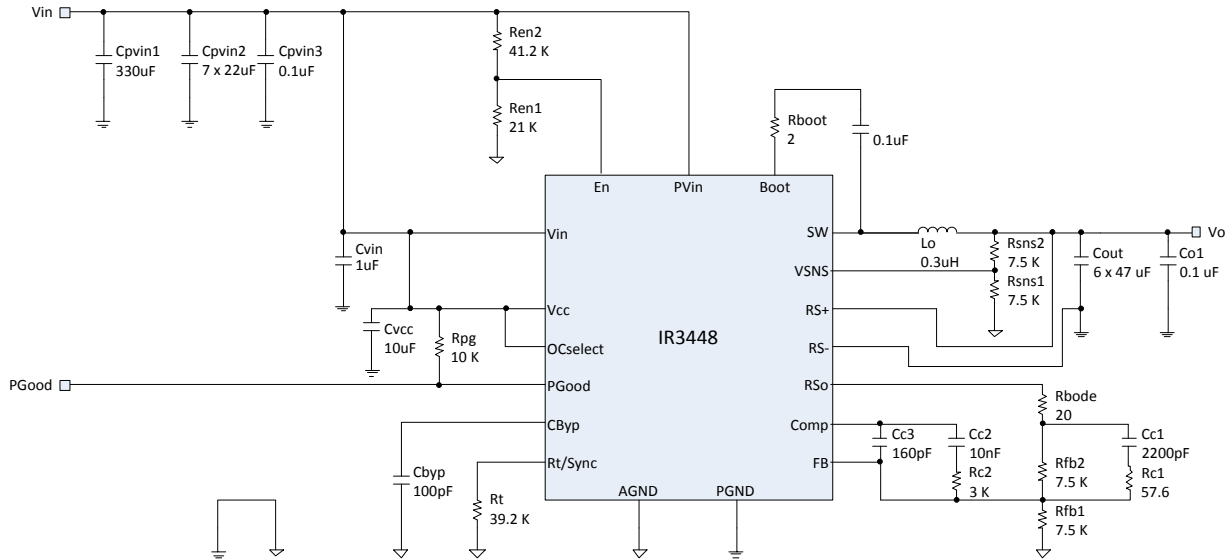 Vin
Cpvin1
330uF
Cpvin2
7 x 22uF
Cpvin3
0.1uF
Ren2
41.2 K
Ren1
21 K
Rboot
2
0.1uF
En
PVin
Boot
Vin
Cvin
1uF
SW
Lo
0.3uH
Rsns2
7.5 K
Rsns1
7.5 K
Cout
6 x 47 uF
Co1
0.1 uF
Vo
VSNS
Vcc
Cvcc
10uF
Rpg
10 K
OCselect
IR3448
RS+
RS-
PGood
PGood
RSo
Rbode
20
CByp
Cbyp
100pF
Comp
Cc3
160pF
Cc2
10nF
Rc2
3 K
Cc1
2200pF
Rc1
57.6
Rfb2
7.5 K
Rfb1
7.5 K
Rt/Sync
Rt
39.2 K
FB
AGND
PGND